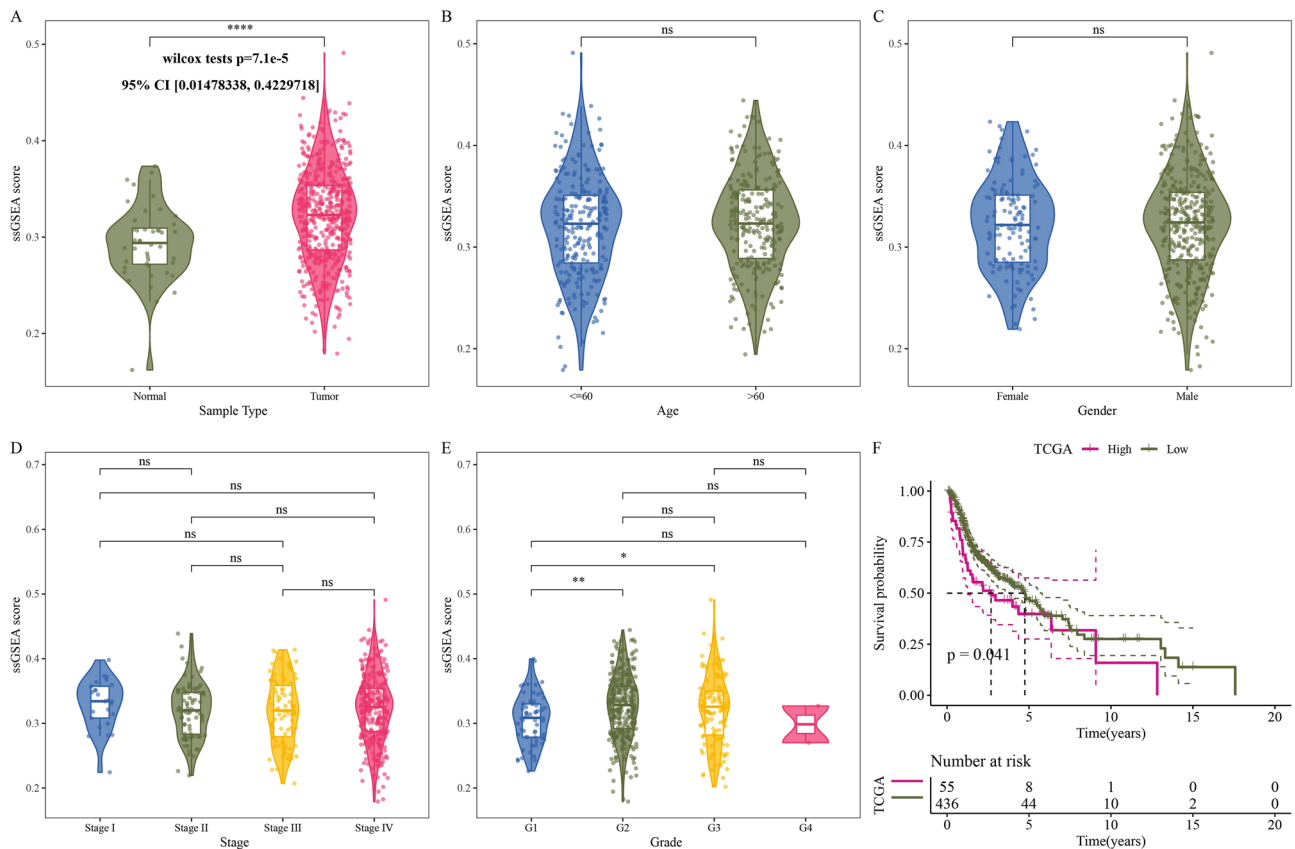 A
****
wilcox tests p=7.1e-5
95% CI [0.01478338, 0.4229718]
0.5
0.4
0.3
0.2
ssGSEA score
Normal
Tumor
Sample Type
B
ns
0.5
0.4
0.3
0.2
ssGSEA score
<=60
>60
Age
C
ns
0.5
0.4
0.3
0.2
ssGSEA score
Female
Male
Gender
D
0.7
0.6
0.5
0.4
0.3
0.2
ssGSEA score
ns
ns
ns
ns
ns
ns
Stage I
Stage II
Stage III
Stage IV
Stage
E
0.7
0.6
0.5
0.4
0.3
0.2
ssGSEA score
ns
ns
ns
ns
*
**
G1
G2
G3
G4
Grade
F
TCGA High Low
1.00
0.75
0.50
0.25
0.00
Survival probability
p = 0.041
0 5 10 15 20
Time(years)
Number at risk
TCGA
55 8 1 0 0
436 44 10 2 0
0 5 10 15 20
Time(years)